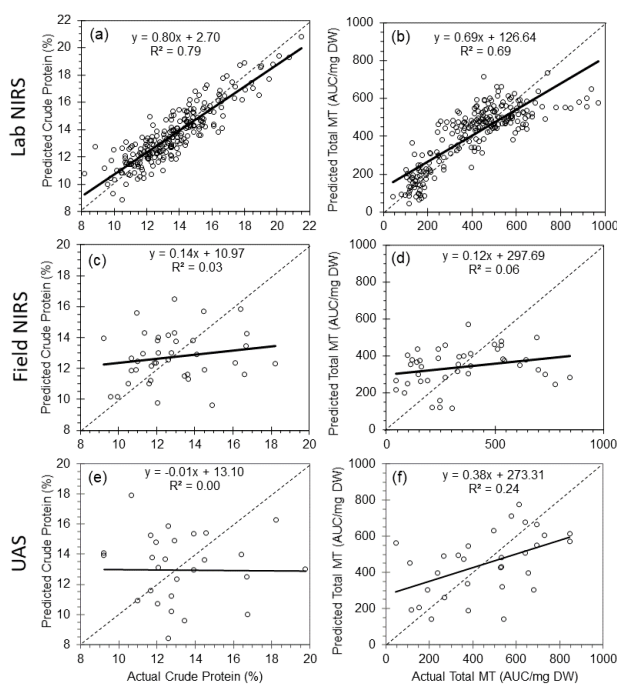 (a)
y = 0.80x + 2.70
R² = 0.79
Lab NIRS
Predicted Crude Protein (%)
22
20
18
16
14
12
10
8
8 10 12 14 16 18 20 22
(b)
y = 0.69x + 126.64
R² = 0.69
Predicted Total MT (AUC/mg DW)
1000
800
600
400
200
0
0 200 400 600 800 1000
(c)
y = 0.14x + 10.97
R² = 0.03
Field NIRS
Predicted Crude Protein (%)
20
18
16
14
12
10
8
8 10 12 14 16 18 20
(d)
y = 0.12x + 297.69
R² = 0.06
Predicted Total MT (AUC/mg DW)
1000
800
600
400
200
0
0 500 1000
(e)
y = -0.01x + 13.10
R² = 0.00
UAS
Predicted Crude Protein (%)
20
18
16
14
12
10
8
8 10 12 14 16 18 20
Actual Crude Protein (%)
(f)
y = 0.38x + 273.31
R² = 0.24
Predicted Total MT (AUC/mg DW)
1000
800
600
400
200
0
0 200 400 600 800 1000
Actual Total MT (AUC/mg DW)